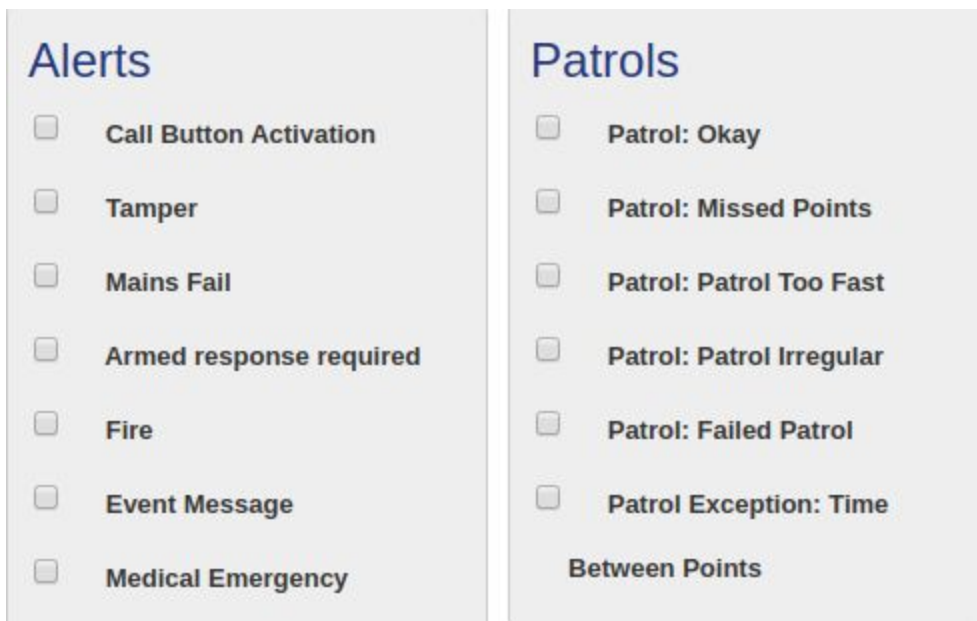 Alerts
Call Button Activation
Tamper
Mains Fail
Armed response required
Fire
Event Message
Medical Emergency
Patrols
Patrol: Okay
Patrol: Missed Points
Patrol: Patrol Too Fast
Patrol: Patrol Irregular
Patrol: Failed Patrol
Patrol Exception: Time
Between Points